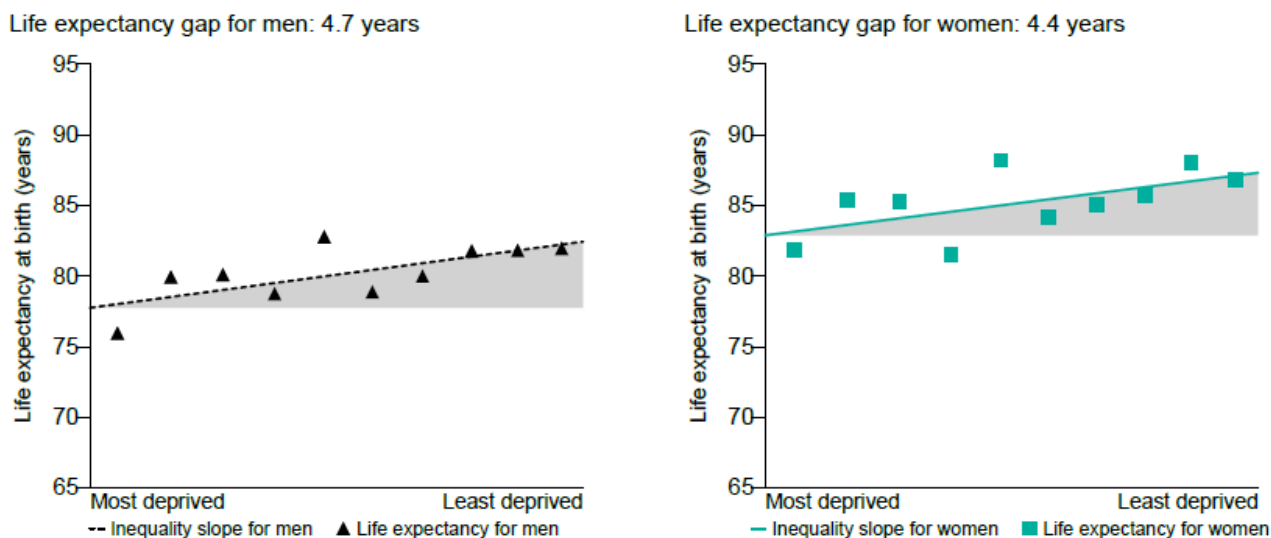 Life expectancy gap for men: 4.7 years
Life expectancy at birth (years)
95
90
85
80
75
70
65
Most deprived Least deprived
Inequality slope for men Life expectancy for men
Life expectancy gap for women: 4.4 years
Life expectancy at birth (years)
95
90
85
80
75
70
65
Most deprived Least deprived
Inequality slope for women Life expectancy for women